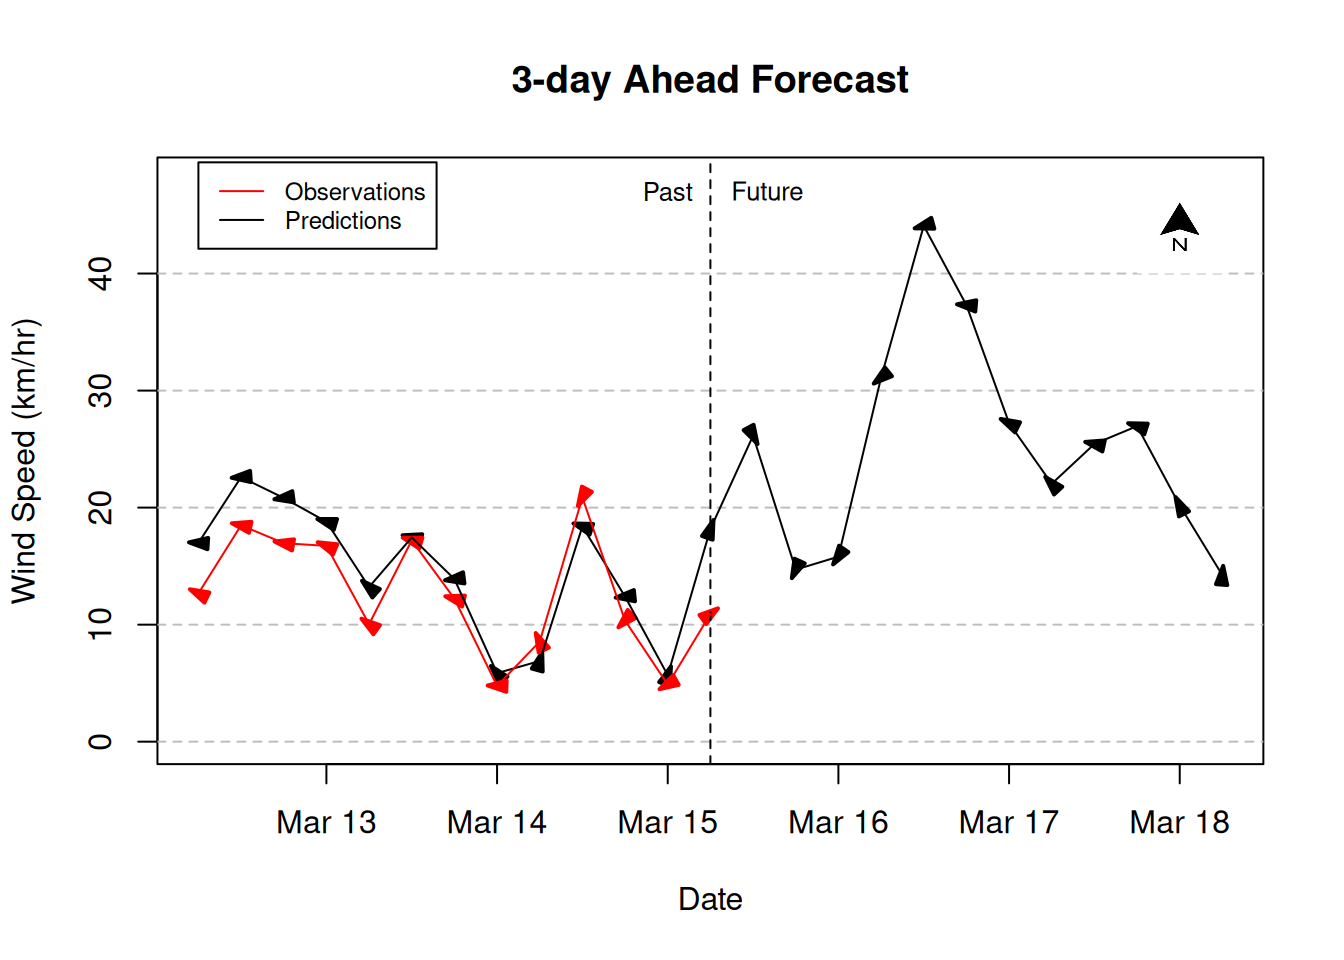 3-day Ahead Forecast
Observations
Predictions
Past
Future
N
Wind Speed (km/hr)
40
30
20
10
0
Mar 13
Mar 14
Mar 15
Mar 16
Mar 17
Mar 18
Date